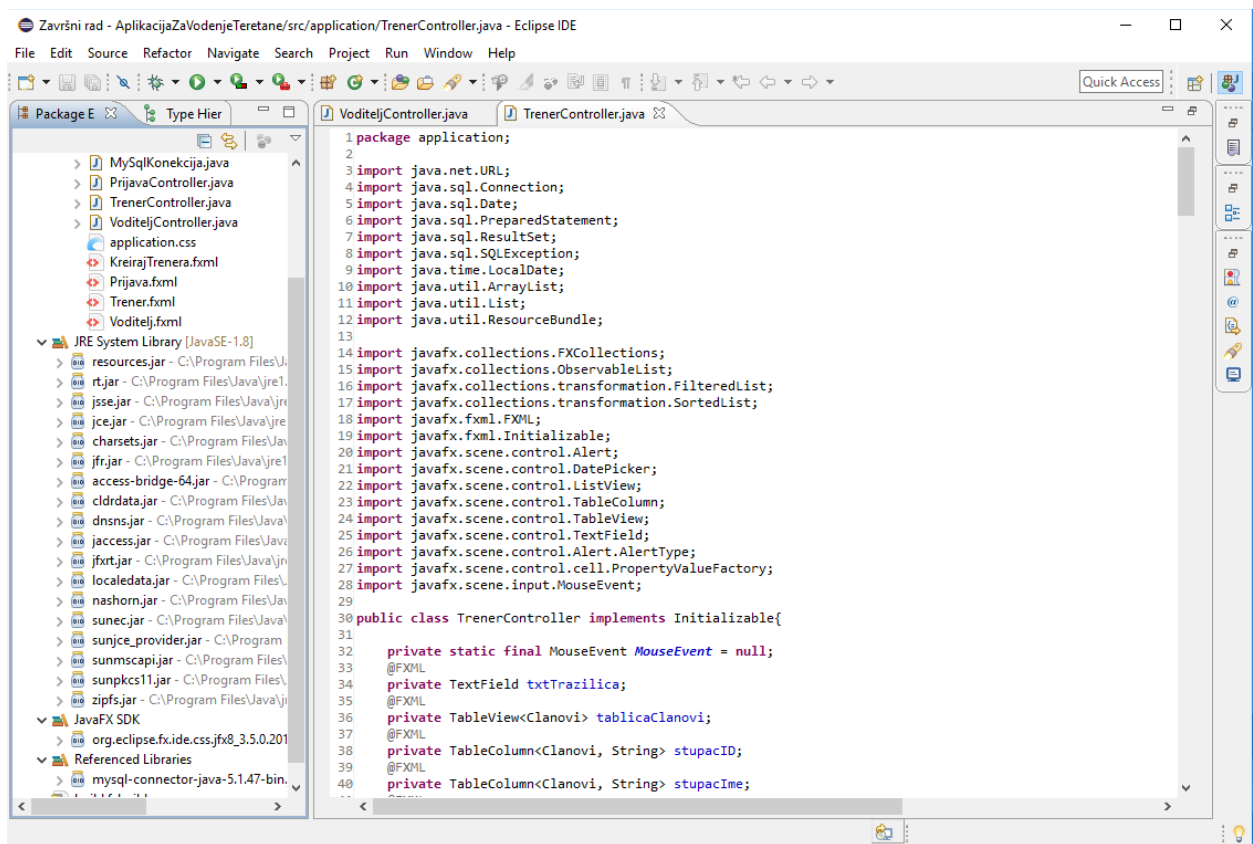 Završni rad - AplikacijaZaVodenjeTeretane/src/application/TrenerController.java - Eclipse IDE
File Edit Source Refactor Navigate Search Project Run Window Help
Quick Access
Package E
Type Hier
MySqlKonekcija.java
PrijavaController.java
TrenerController.java
VoditeljController.java
application.css
KreirajTrenera.fxml
Prijava.fxml
Trener.fxml
Voditelj.fxml
JRE System Library [JavaSE-1.8]
resources.jar - C:\Program Files\Ja
rt.jar - C:\Program Files\Java\jre1.
jsse.jar - C:\Program Files\Java\jre
jce.jar - C:\Program Files\Java\jre
charsets.jar - C:\Program Files\Jav
jfr.jar - C:\Program Files\Java\jre1
access-bridge-64.jar - C:\Program
cldrdata.jar - C:\Program Files\Jav
dnsns.jar - C:\Program Files\Java\
jaccess.jar - C:\Program Files\Java
jfxrt.jar - C:\Program Files\Java\jre
localedata.jar - C:\Program Files\J
nashorn.jar - C:\Program Files\Jav
sunec.jar - C:\Program Files\Java\
sunjce_provider.jar - C:\Program
sunmscapi.jar - C:\Program Files\
sunpkcs11.jar - C:\Program Files\J
zipfs.jar - C:\Program Files\Java\jr
JavaFX SDK
org.eclipse.fx.ide.css.jfx8_3.5.0.201
Referenced Libraries
mysql-connector-java-5.1.47-bin.
VoditeljController.java
TrenerController.java
1 package application;
2
3 import java.net.URL;
4 import java.sql.Connection;
5 import java.sql.Date;
6 import java.sql.PreparedStatement;
7 import java.sql.ResultSet;
8 import java.sql.SQLException;
9 import java.time.LocalDate;
10 import java.util.ArrayList;
11 import java.util.List;
12 import java.util.ResourceBundle;
13
14 import javafx.collections.FXCollections;
15 import javafx.collections.ObservableList;
16 import javafx.collections.transformation.FilteredList;
17 import javafx.collections.transformation.SortedList;
18 import javafx.fxml.FXML;
19 import javafx.fxml.Initializable;
20 import javafx.scene.control.Alert;
21 import javafx.scene.control.DatePicker;
22 import javafx.scene.control.ListView;
23 import javafx.scene.control.TableColumn;
24 import javafx.scene.control.TableView;
25 import javafx.scene.control.TextField;
26 import javafx.scene.control.Alert.AlertType;
27 import javafx.scene.control.cell.PropertyValueFactory;
28 import javafx.scene.input.MouseEvent;
29
30 public class TrenerController implements Initializable{
31
32 private static final MouseEvent MouseEvent = null;
33 @FXML
34 private TextField txtTrazilica;
35 @FXML
36 private TableView<Clanovi> tablicaClanovi;
37 @FXML
38 private TableColumn<Clanovi, String> stupacID;
39 @FXML
40 private TableColumn<Clanovi, String> stupacIme;